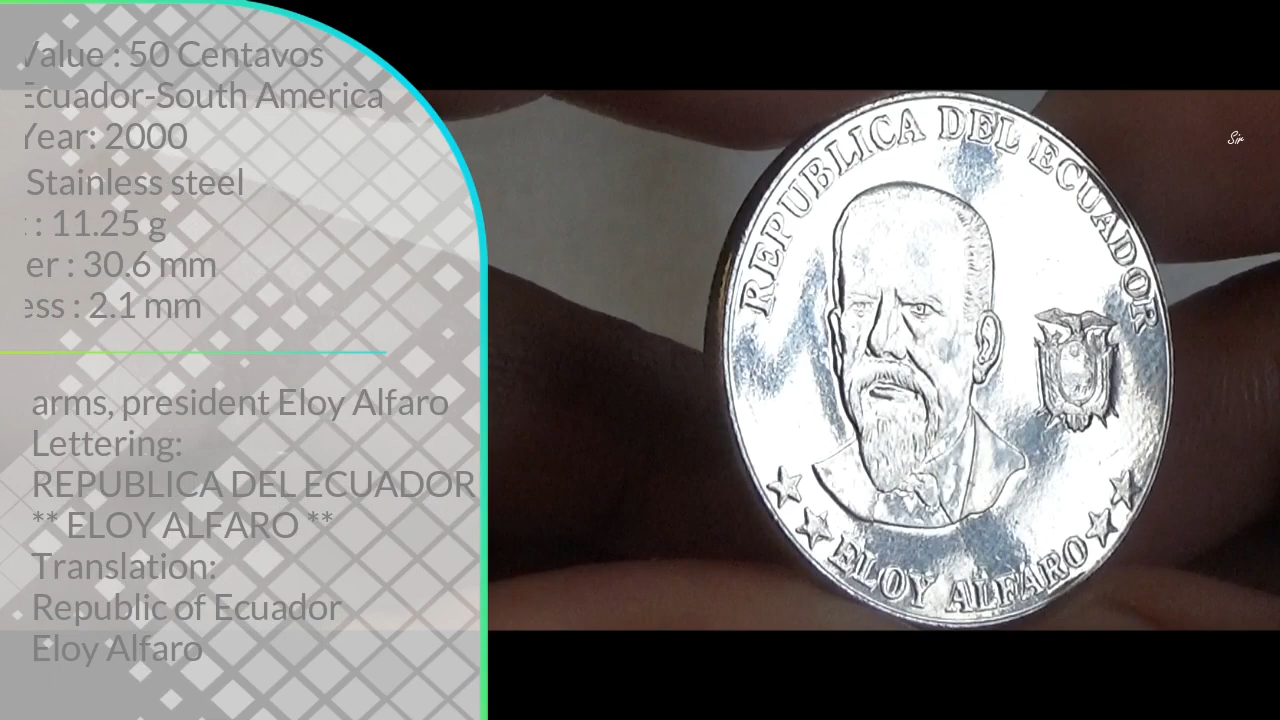 Value : 50 Centavos
Ecuador-South America
Year: 2000
Stainless steel
: 11.25 g
er : 30.6 mm
ess : 2.1 mm
arms, president Eloy Alfaro
Lettering:
REPUBLICA DEL ECUADOR
** ELOY ALFARO **
Translation:
Republic of Ecuador
Eloy Alfaro
REPUBLICA DEL ECUADOR
ELOY ALFARO
Sir